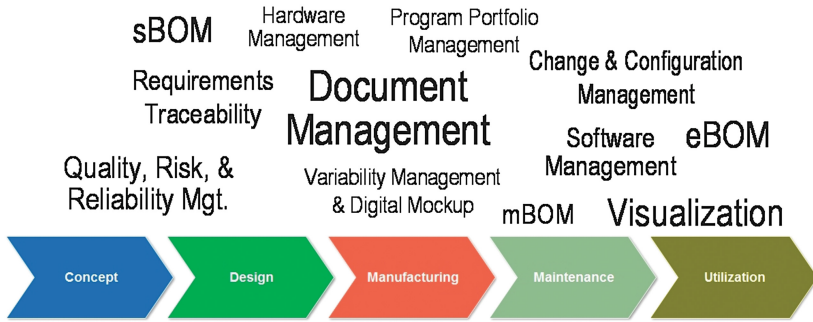 sBOM
Hardware
Management
Program Portfolio
Management
Change & Configuration
Management
Requirements
Traceability
Document
Management
Software
Management
eBOM
Quality, Risk, &
Reliability Mgt.
Variability Management
& Digital Mockup
mBOM
Visualization
Concept
Design
Manufacturing
Maintenance
Utilization